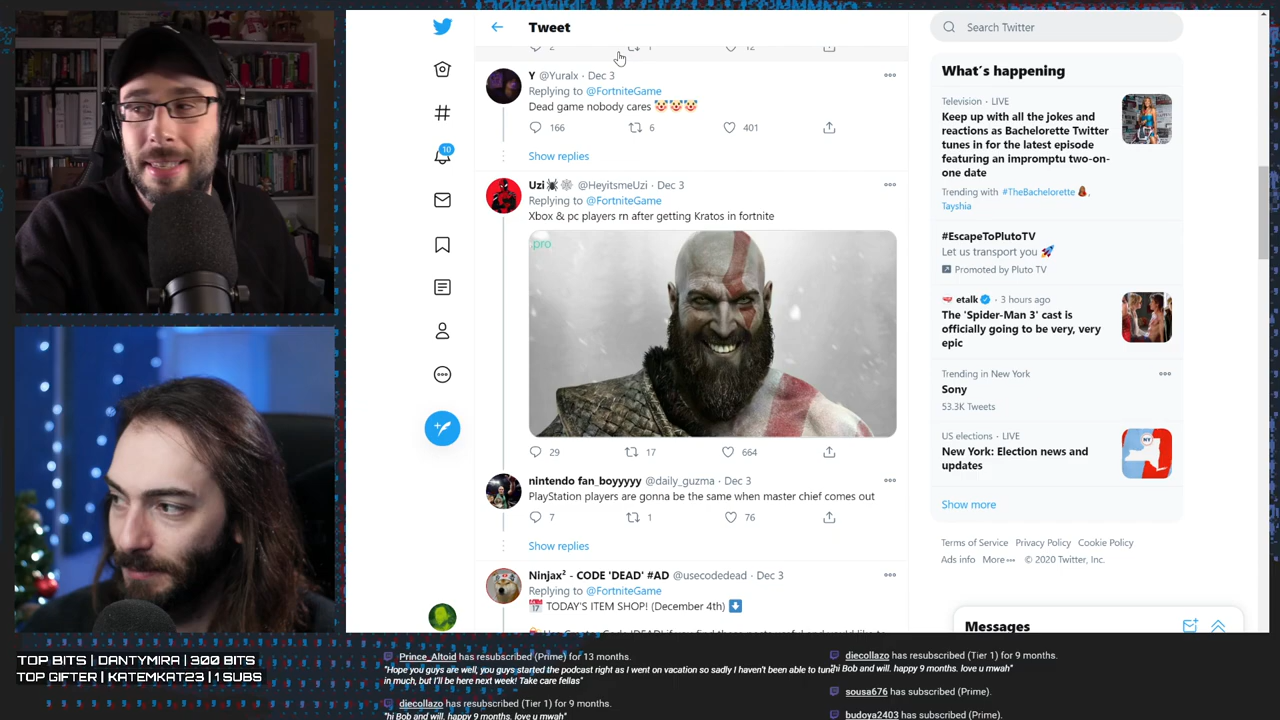 Tweet
Search Twitter
2
1
12
Y @Yuralx · Dec 3
Replying to @FortniteGame
Dead game nobody cares 🤡🤡🤡
166
6
401
Show replies
Uzi🕷🕸 @HeyitsmeUzi · Dec 3
Replying to @FortniteGame
Xbox & pc players rn after getting Kratos in fortnite
.pro
29
17
664
nintendo fan_boyyyyy @daily_guzma · Dec 3
PlayStation players are gonna be the same when master chief comes out
7
1
76
Show replies
Ninjax² - CODE 'DEAD' #AD @usecodedead · Dec 3
Replying to @FortniteGame
📅 TODAY'S ITEM SHOP! (December 4th) ⬇
10
What's happening
Television · LIVE
Keep up with all the jokes and
reactions as Bachelorette Twitter
tunes in for the latest episode
featuring an impromptu two-on-
one date
Trending with #TheBachelorette,
Tayshia
#EscapeToPlutoTV
Let us transport you 🚀
Promoted by Pluto TV
etalk · 3 hours ago
The 'Spider-Man 3' cast is
officially going to be very, very
epic
Trending in New York
Sony
53.3K Tweets
US elections · LIVE
New York: Election news and
updates
NY
Show more
Terms of Service Privacy Policy Cookie Policy
Ads info More © 2020 Twitter, Inc.
Messages
TOP BITS | DANTYMIRA | 300 BITS
TOP GIFTER | KATEMKAT23 | 1 SUBS
Prince_Altoid has resubscribed (Prime) for 13 months.
"Hope you guys are well, you guys started the podcast right as I went on vacation so sadly I haven't been able to tune
in much, but I'll be here next week! Take care fellas"
diecollazo has resubscribed (Tier 1) for 9 months.
"hi Bob and will. happy 9 months. love u mwah"
diecollazo has resubscribed (Tier 1) for 9 months.
"hi Bob and will. happy 9 months. love u mwah"
sousa676 has subscribed (Prime).
budoya2403 has subscribed (Prime).